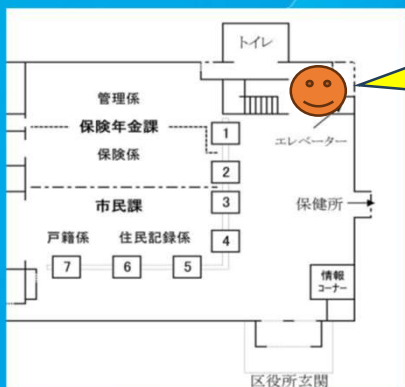 トイレ
管理係
保険年金課
保険係
1
エレベーター
2
市民課
3
保健所
戸籍係 住民記録係
4
7 6 5
情報
コーナー
区役所玄関